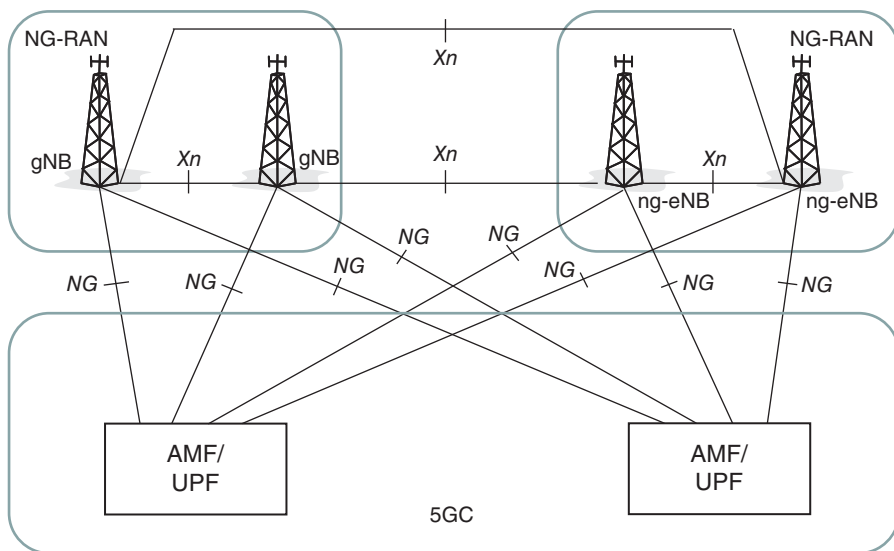 NG-RAN
NG-RAN
Xn
gNB
Xn
gNB
Xn
Xn
ng-eNB
ng-eNB
NG
NG
NG
NG
NG
NG
NG
NG
AMF/
UPF
AMF/
UPF
5GC